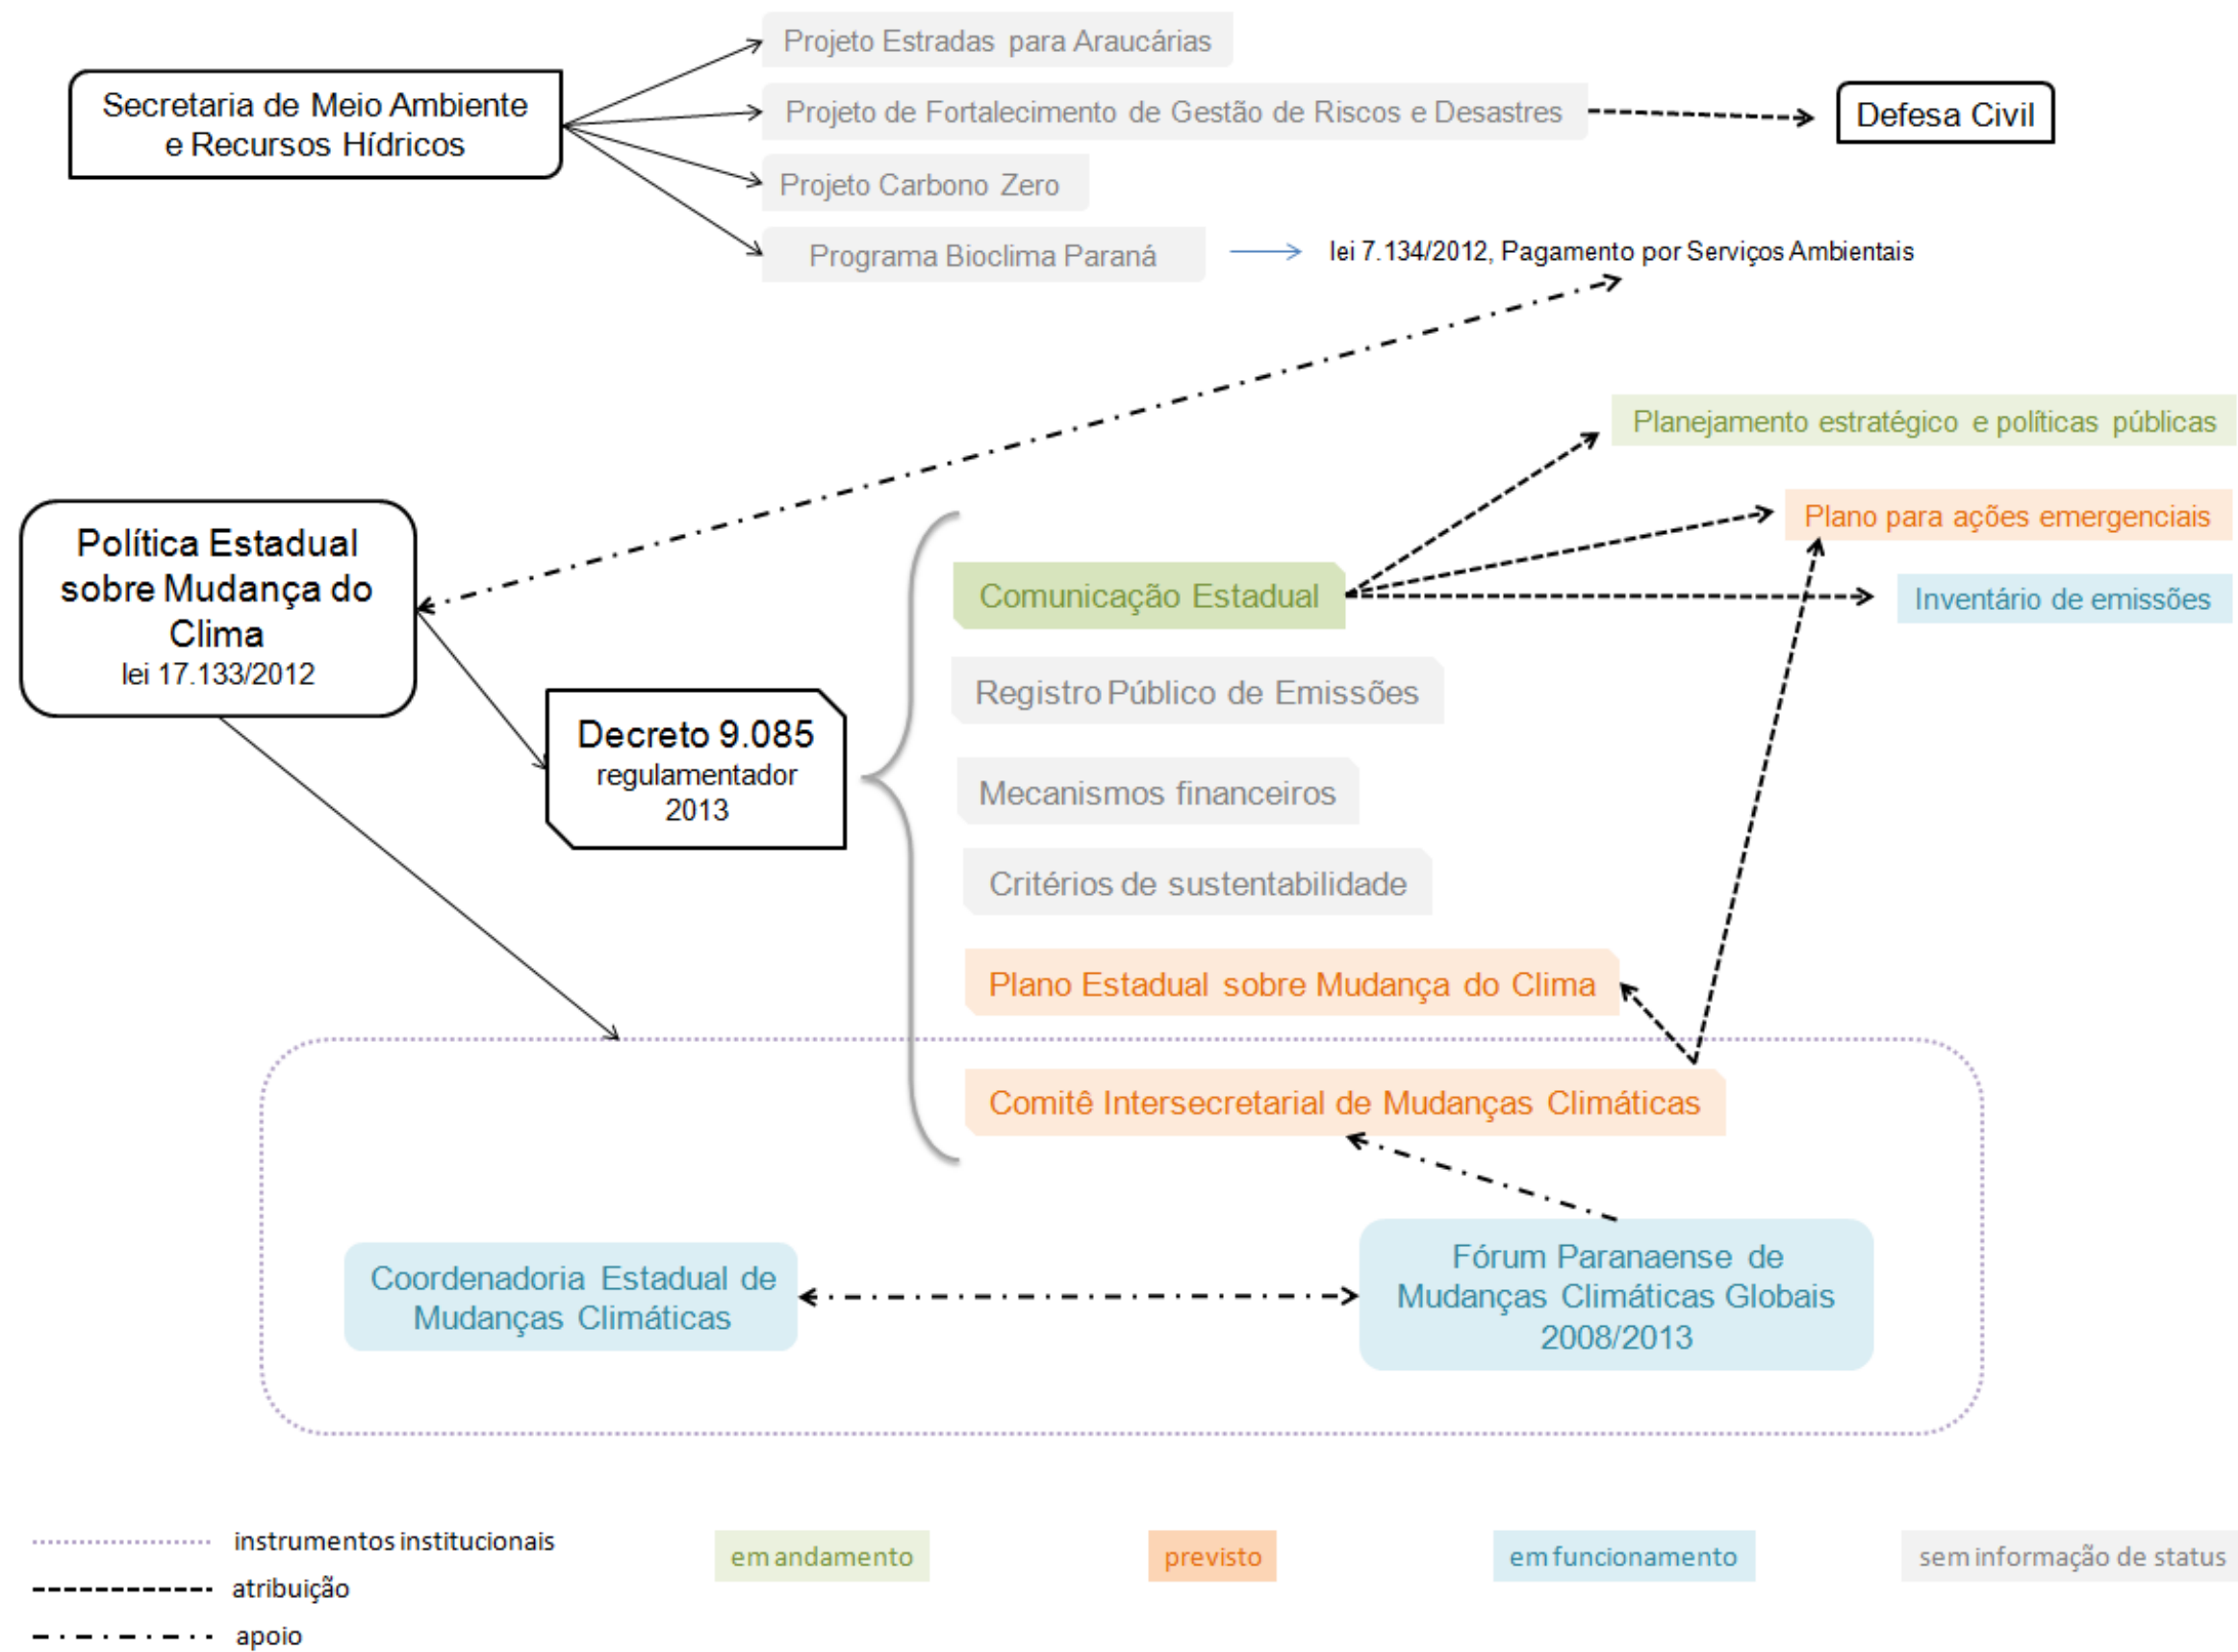 Projeto Estradas para Araucárias
Secretaria de Meio Ambiente
e Recursos Hídricos
Projeto de Fortalecimento de Gestão de Riscos e Desastres
Defesa Civil
Projeto Carbono Zero
Programa Bioclima Paraná
lei 7.134/2012, Pagamento por Serviços Ambientais
Planejamento estratégico e políticas públicas
Plano para ações emergenciais
Inventário de emissões
Política Estadual
sobre Mudança do
Clima
lei 17.133/2012
Decreto 9.085
regulamentador
2013
Comunicação Estadual
Registro Público de Emissões
Mecanismos financeiros
Critérios de sustentabilidade
Plano Estadual sobre Mudança do Clima
Comitê Intersecretarial de Mudanças Climáticas
Coordenadoria Estadual de
Mudanças Climáticas
Fórum Paranaense de
Mudanças Climáticas Globais
2008/2013
instrumentos institucionais
atribuição
apoio
em andamento
previsto
em funcionamento
sem informação de status